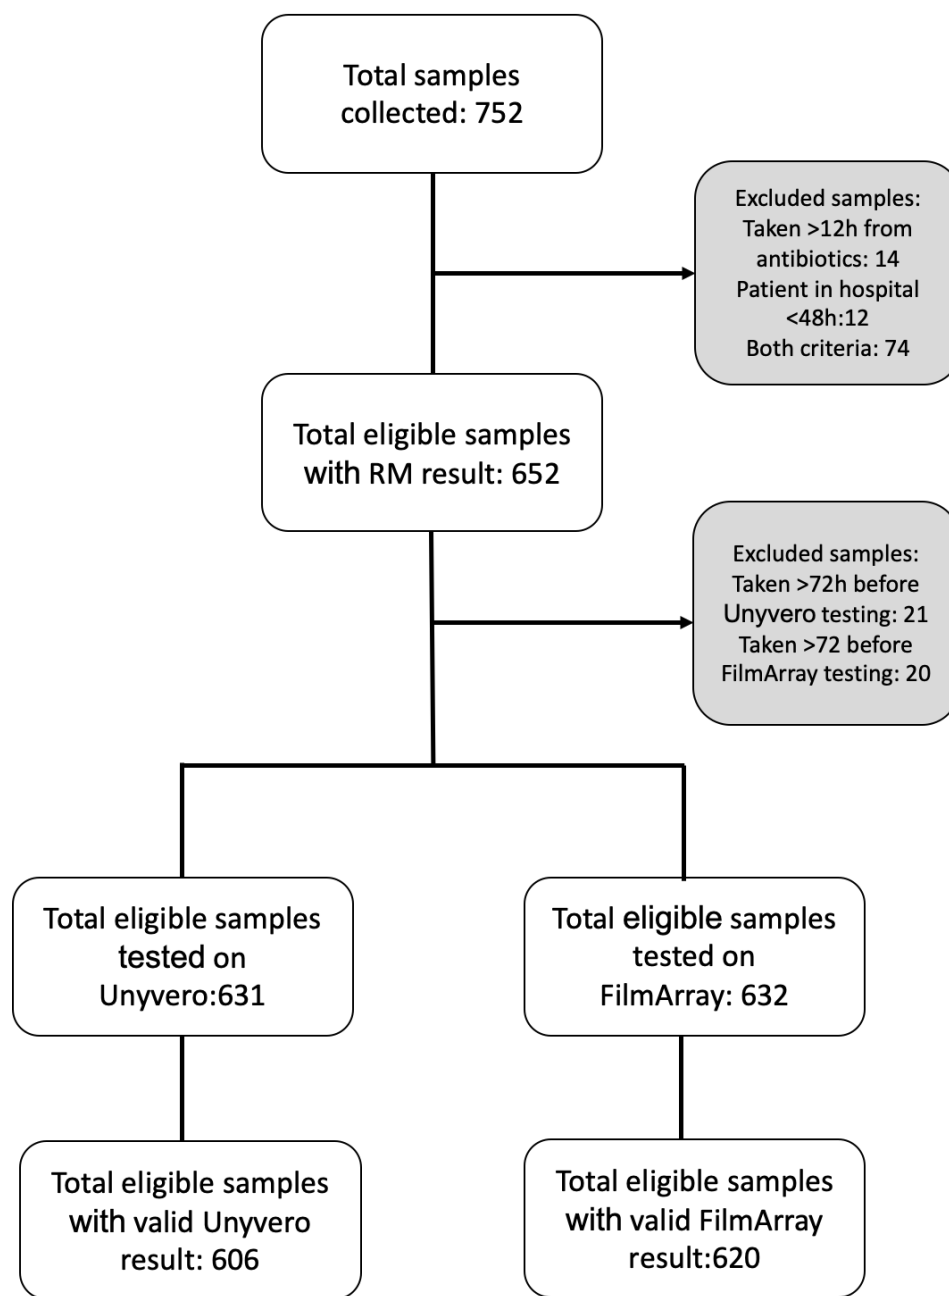 Total samples
collected: 752
Excluded samples:
Taken >12h from
antibiotics: 14
Patient in hospital
<48h:12
Both criteria: 74
Total eligible samples
with RM result: 652
Excluded samples:
Taken >72h before
Unyvero testing: 21
Taken >72 before
FilmArray testing: 20
Total eligible samples
tested on
Unyvero:631
Total eligible samples
tested on
FilmArray: 632
Total eligible samples
with valid Unyvero
result: 606
Total eligible samples
with valid FilmArray
result:620